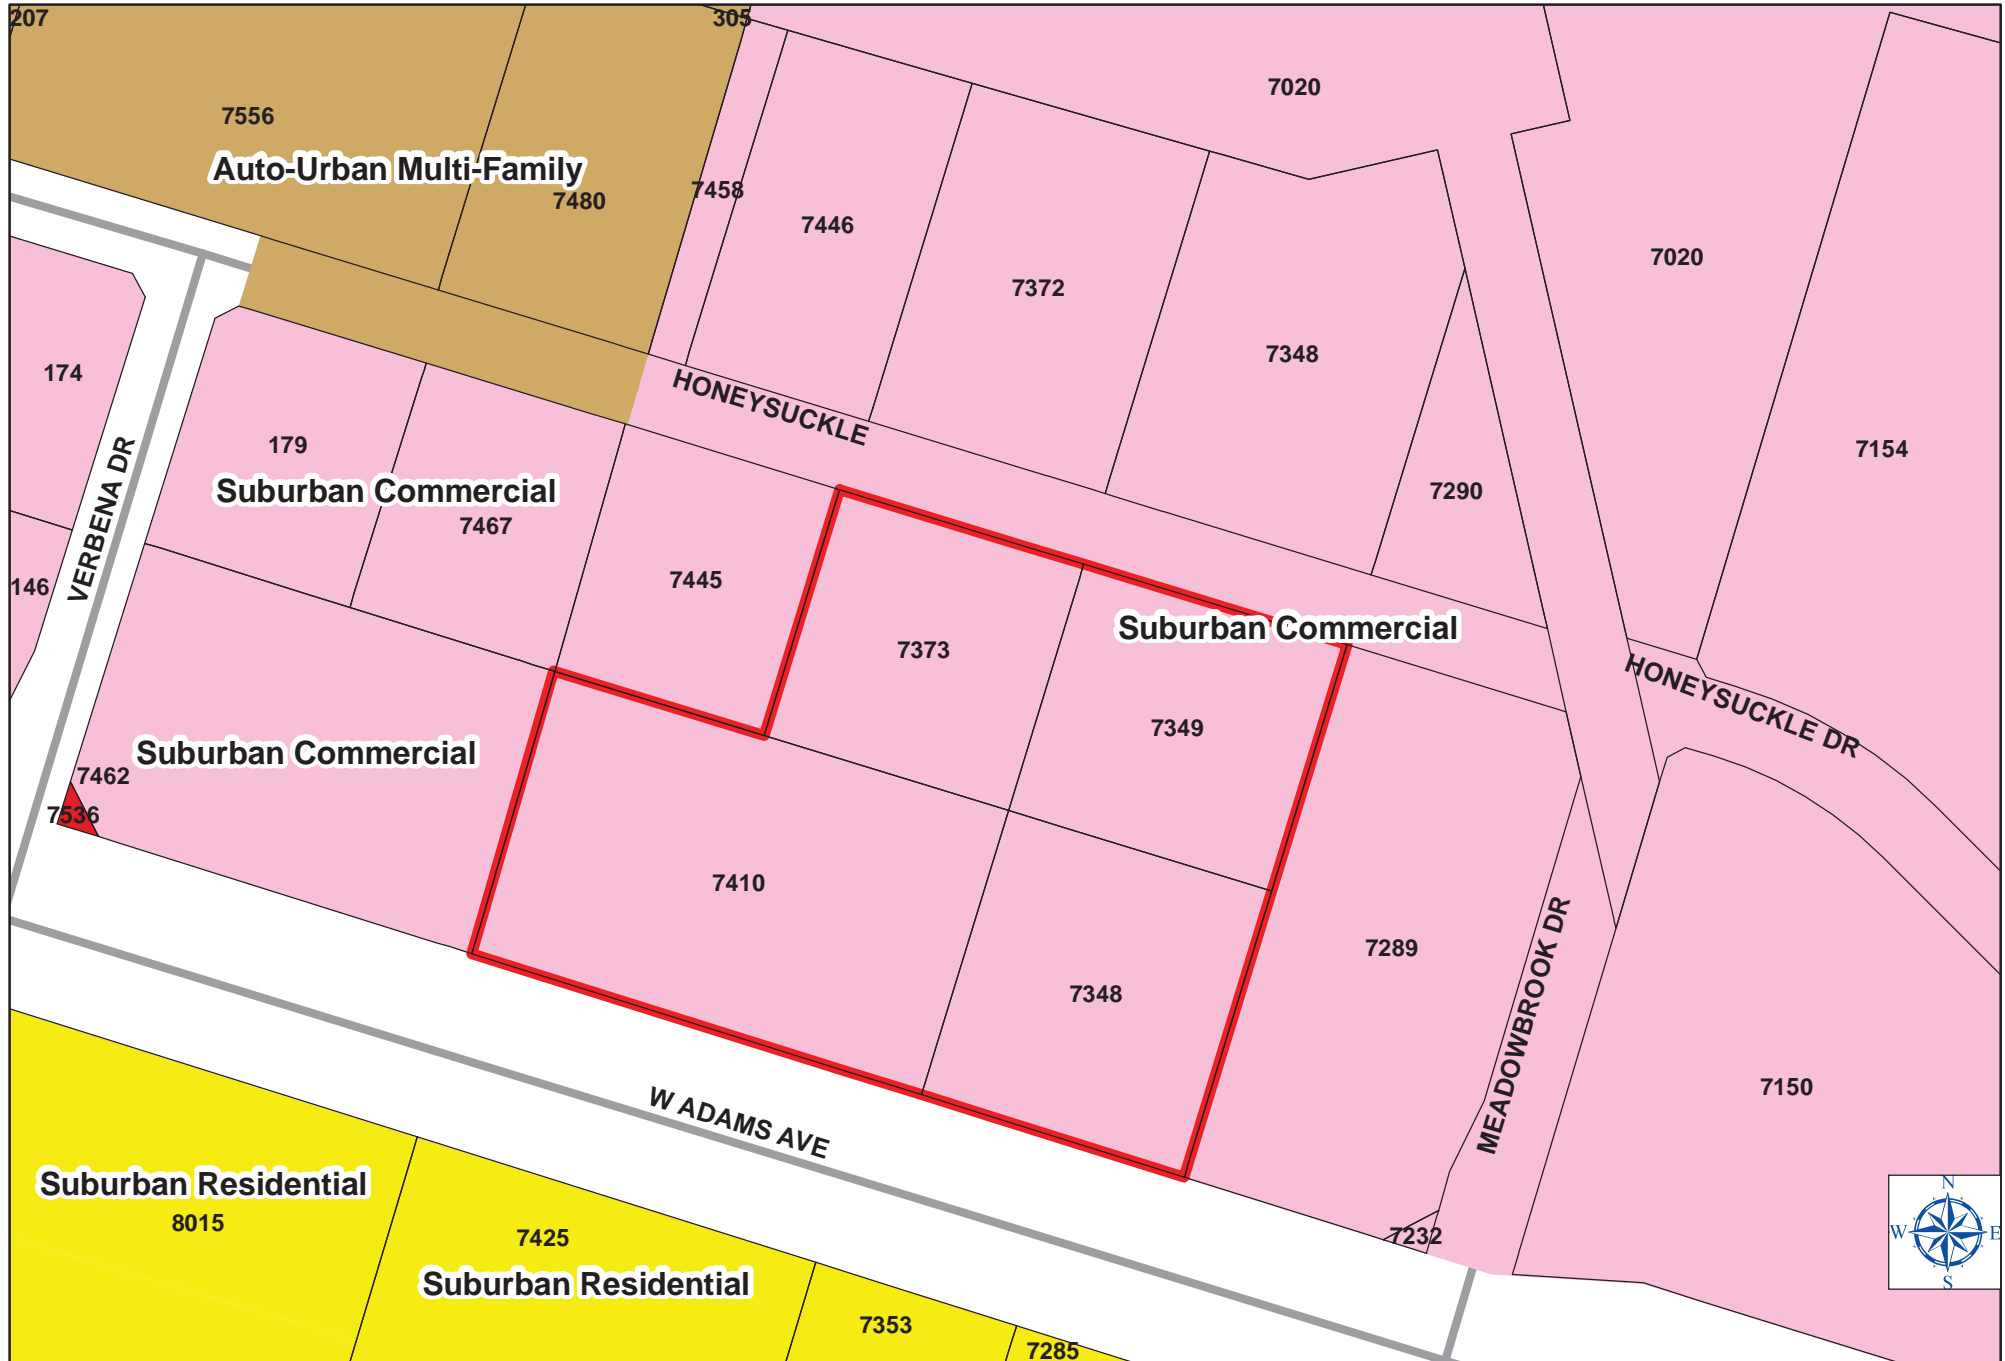 207
305
7020
7556
Auto-Urban Multi-Family
7458
7480
7446
7020
7372
7348
174
HONEYSUCKLE
179
7154
Suburban Commercial
7290
7467
VERBENA DR
7445
146
Suburban Commercial
7373
HONEYSUCKLE DR
7349
Suburban Commercial
7462
7536
7410
7289
7348
MEADOWBROOK DR
7150
W ADAMS AVE
Suburban Residential
8015
7425
7232
Suburban Residential
7353
7285
N
W E
S